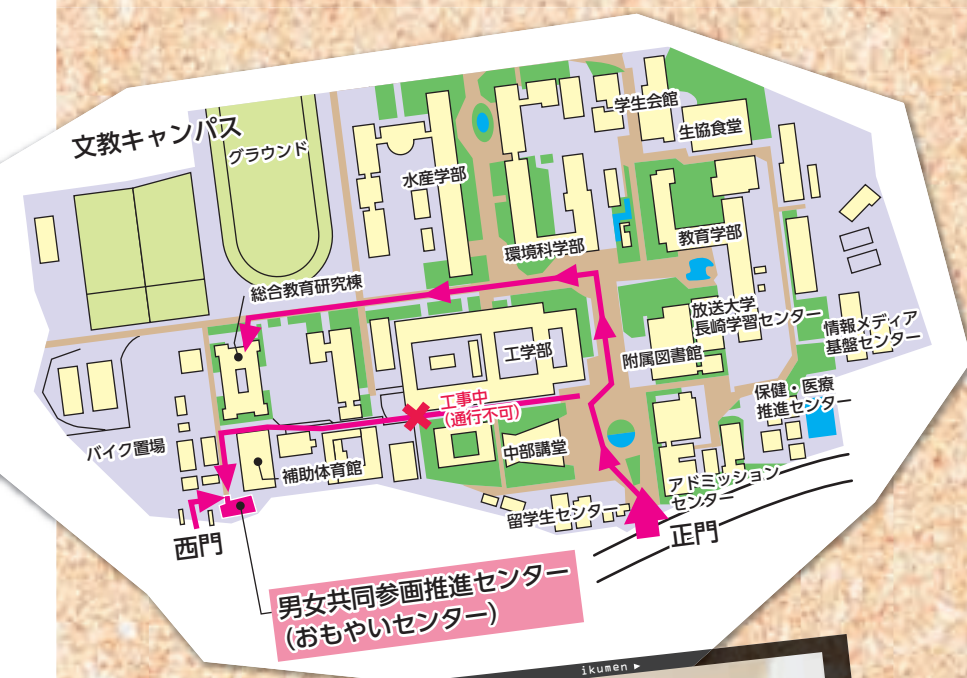 文教キャンパス
グラウンド
学生会館
生協食堂
水産学部
環境科学部
教育学部
総合教育研究棟
放送大学
長崎学習センター
情報メディア
基盤センター
工学部
附属図書館
工事中
(通行不可)
保健・医療
推進センター
バイク置場
補助体育館
中部講堂
アドミッション
センター
留学生センター
西門
正門
男女共同参画推進センター
(おもやいセンター)
ikumen ▶